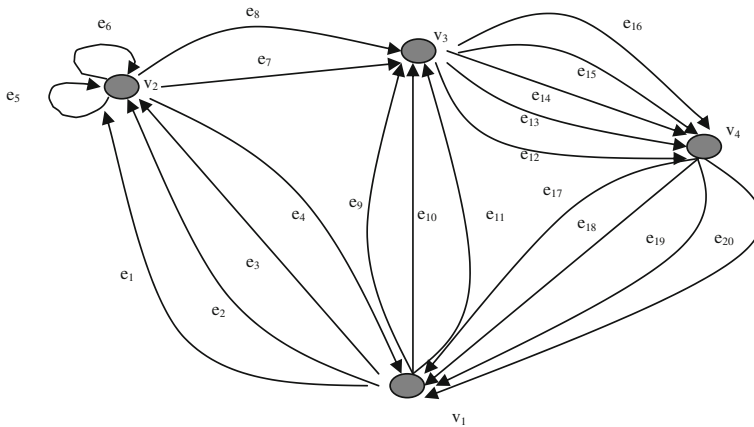 e₈
e₆
e₇
v₃
e₁₆
e₁₅
e₁₄
e₁₃
e₁₂
v₄
e₅
v₂
e₉
e₁₀
e₁₁
e₁₇
e₁₈
e₁₉
e₂₀
e₄
e₃
e₁
e₂
v₁